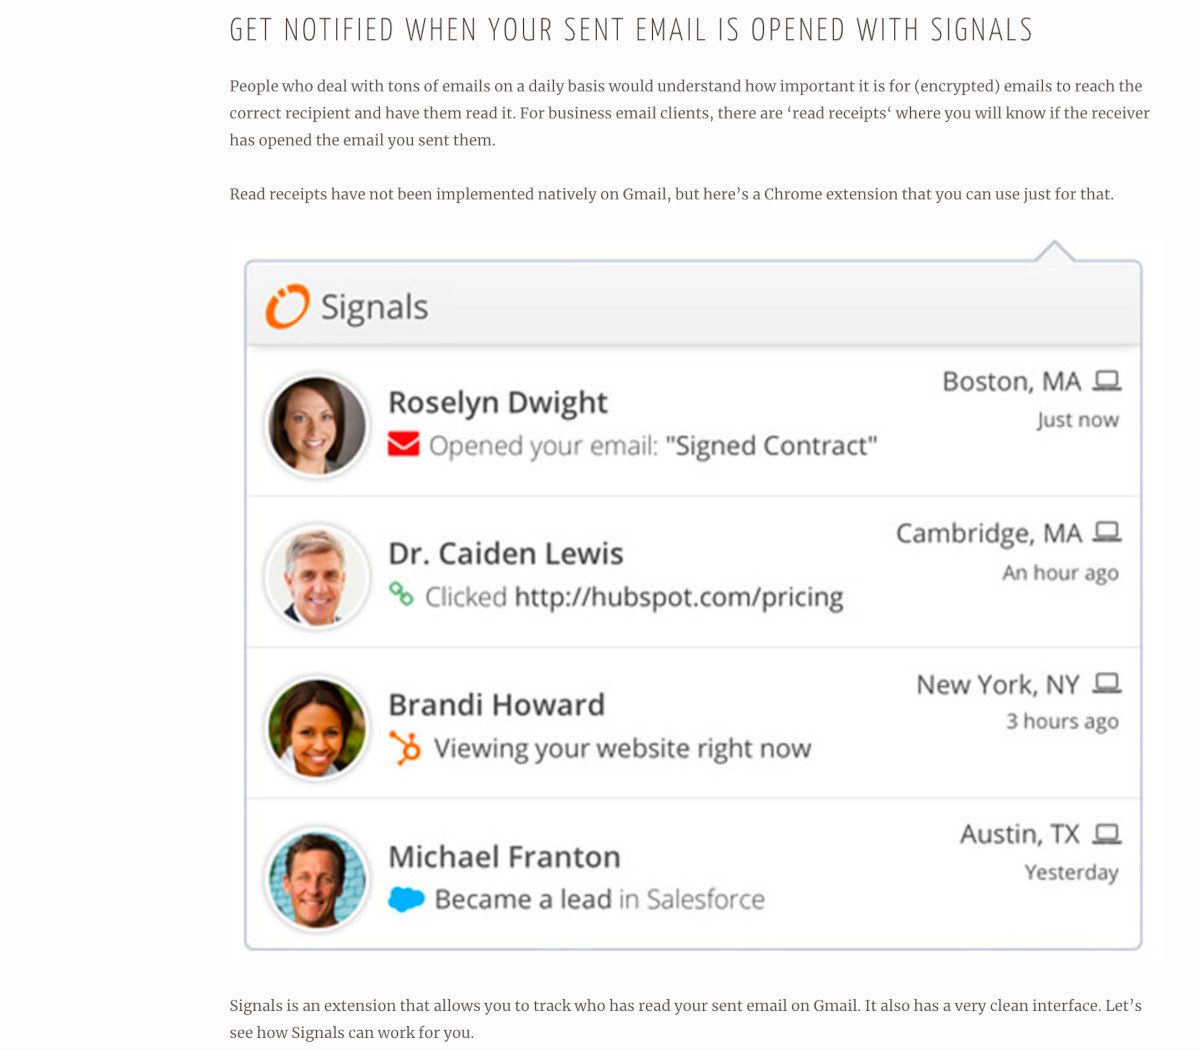 GET NOTIFIED WHEN YOUR SENT EMAIL IS OPENED WITH SIGNALS
People who deal with tons of emails on a daily basis would understand how important it is for (encrypted) emails to reach the
correct recipient and have them read it. For business email clients, there are ‘read receipts‘ where you will know if the receiver
has opened the email you sent them.
Read receipts have not been implemented natively on Gmail, but here’s a Chrome extension that you can use just for that.
Signals
Roselyn Dwight
Opened your email: "Signed Contract"
Boston, MA
Just now
Dr. Caiden Lewis
Clicked http://hubspot.com/pricing
Cambridge, MA
An hour ago
Brandi Howard
Viewing your website right now
New York, NY
3 hours ago
Michael Franton
Became a lead in Salesforce
Austin, TX
Yesterday
Signals is an extension that allows you to track who has read your sent email on Gmail. It also has a very clean interface. Let’s
see how Signals can work for you.